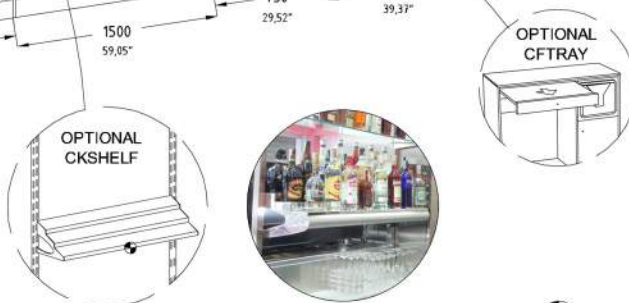 29,52"
39,37"
1500
59,05"
OPTIONAL
CFTRAY
OPTIONAL
CKSHELF